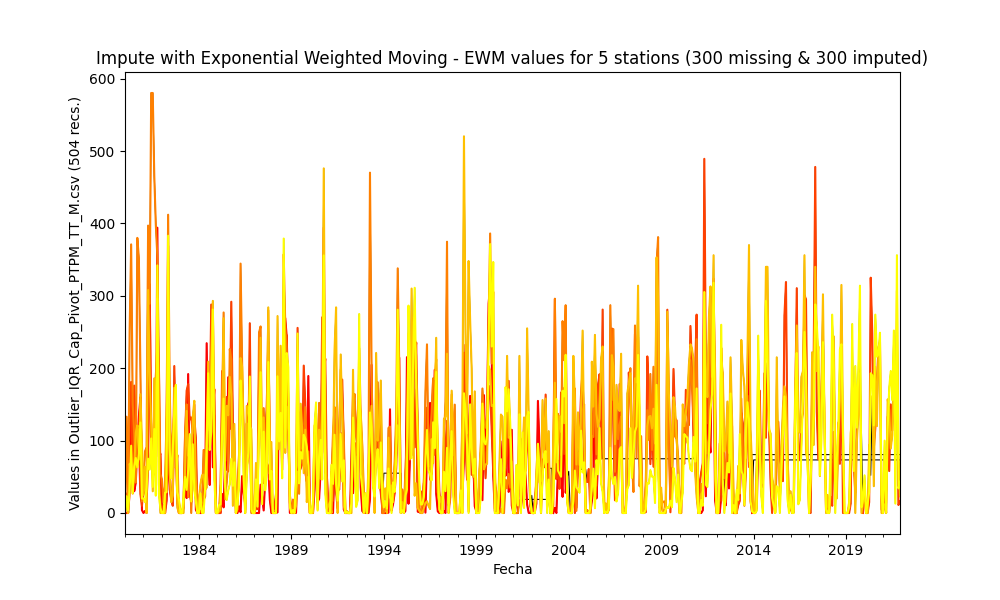 Impute with Exponential Weighted Moving - EWM values for 5 stations (300 missing & 300 imputed)
Values in Outlier_IQR_Cap_Pivot_PTPM_TT_M.csv (504 recs.)
600
500
400
300
200
100
0
1984 1989 1994 1999 2004 2009 2014 2019
Fecha